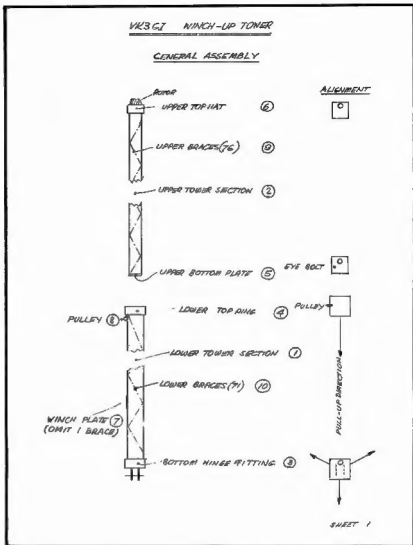 VK3GI WINCH-UP TONER
GENERAL ASSEMBLY
ROTOR
ALIGNMENT
UPPER TOP HAT 6
UPPER BRACES (76) 9
UPPER TOWER SECTION 2
UPPER BOTTOM PLATE 5
EYE BOLT
LOWER TOP RING 4
PULLEY
PULLEY 8
LOWER TOWER SECTION 1
LOWER BRACES (71) 10
PULL-UP DIRECTION
WINCH PLATE 7
(OMIT 1 BRACE)
BOTTOM HINGE FITTING 3
SHEET 1